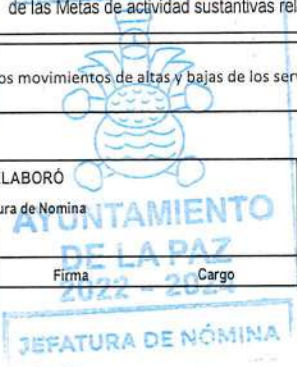 de las Metas de actividad sustantivas rel
os movimientos de altas y bajas de los ser
LABORÓ
ura de Nomina
AYUNTAMIENTO
DE LA PAZ
Firma Cargo
2022 - 2024
JEFATURA DE NÓMINA